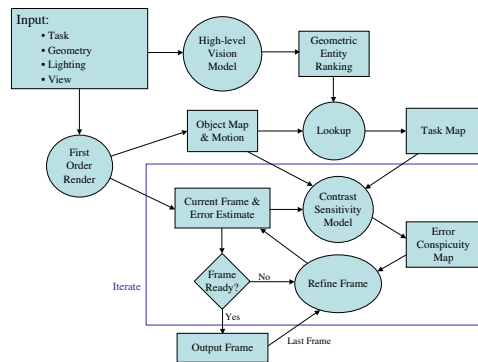 Input:
• Task
• Geometry
• Lighting
• View
High-level
Vision
Model
Geometric
Entity
Ranking
First
Order
Render
Object Map
& Motion
Lookup
Task Map
Current Frame &
Error Estimate
Contrast
Sensitivity
Model
Error
Conspicuity
Map
Frame
Ready?
No
Refine Frame
Iterate
Yes
Output Frame
Last Frame